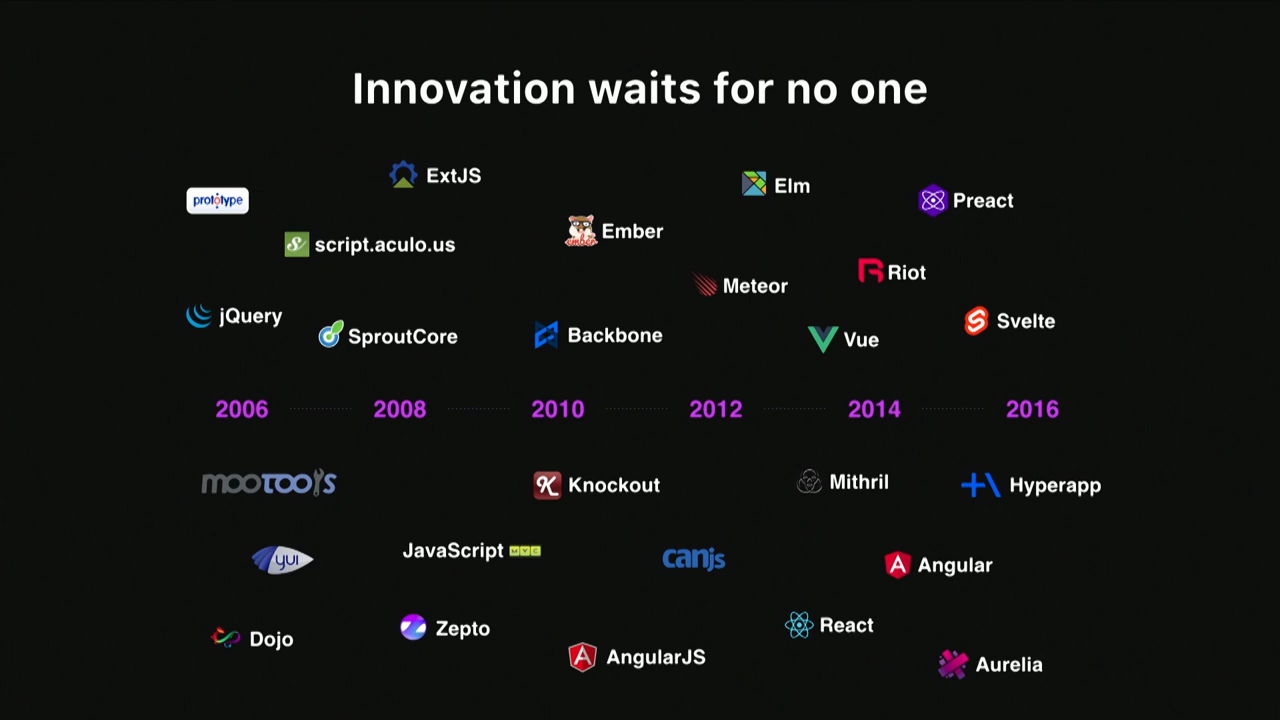 Innovation waits for no one
ExtJS
Elm
prototype
Preact
Ember
ember
script.aculo.us
Riot
Meteor
jQuery
Svelte
SproutCore
Backbone
Vue
2006 2008 2010 2012 2014 2016
mootools
Knockout
Mithril
Hyperapp
JavaScript MVC
yui
canjs
Angular
React
Zepto
Dojo
AngularJS
Aurelia